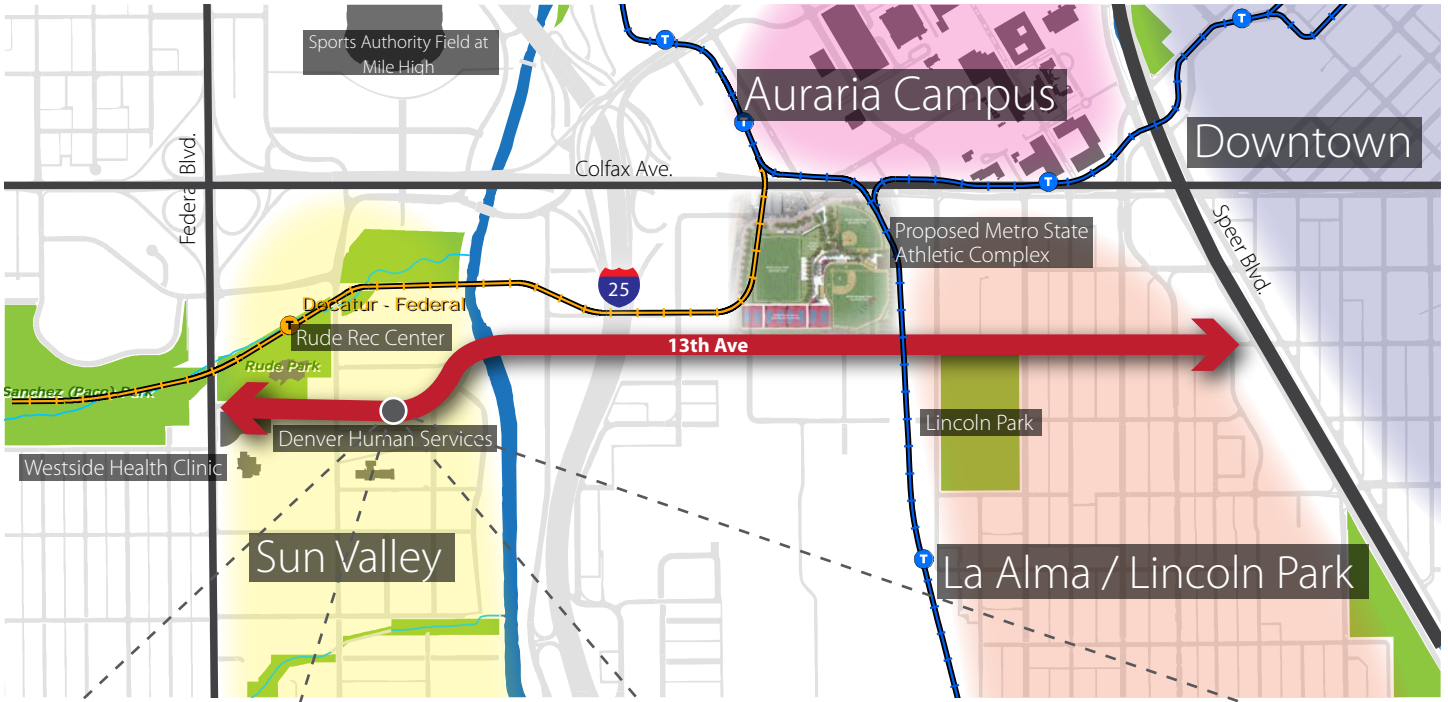 Sports Authority Field at
Mile High
T
T
Auraria Campus
T
Downtown
Federal Blvd.
Colfax Ave.
T
Speer Blvd.
Proposed Metro State
Athletic Complex
25
Decatur - Federal
T
Rude Rec Center
13th Ave
Rude Park
Sanchez (Paco) Park
Lincoln Park
Denver Human Services
Westside Health Clinic
Sun Valley
T
La Alma / Lincoln Park